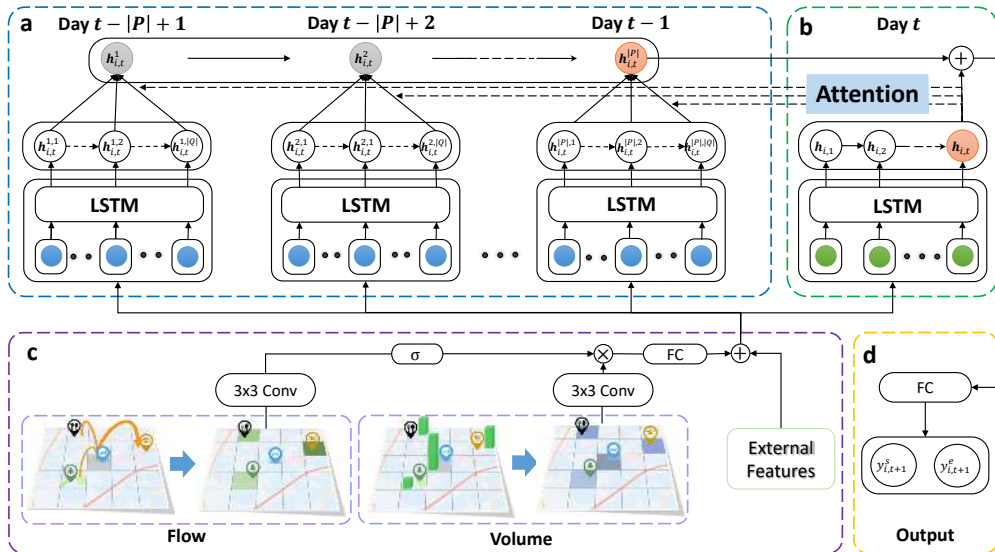 a
Day t − |P| + 1
Day t − |P| + 2
Day t − 1
b
Day t
h^1_{i,t}
h^2_{i,t}
h^{|P|}_{i,t}
+
Attention
h^{1,1}_{i,t} h^{1,2}_{i,t} h^{1,|Q|}_{i,t}
h^{2,1}_{i,t} h^{2,1}_{i,t} h^{2,|Q|}_{i,t}
h^{|P|,1}_{i,t} h^{|P|,2}_{i,t} h^{|P|,|Q|}_{i,t}
h_{i,1} h_{i,2} h_{i,t}
LSTM
LSTM
LSTM
LSTM
c
σ
×
FC
+
3x3 Conv
3x3 Conv
External
Features
Flow
Volume
d
FC
y^s_{i,t+1} y^e_{i,t+1}
Output